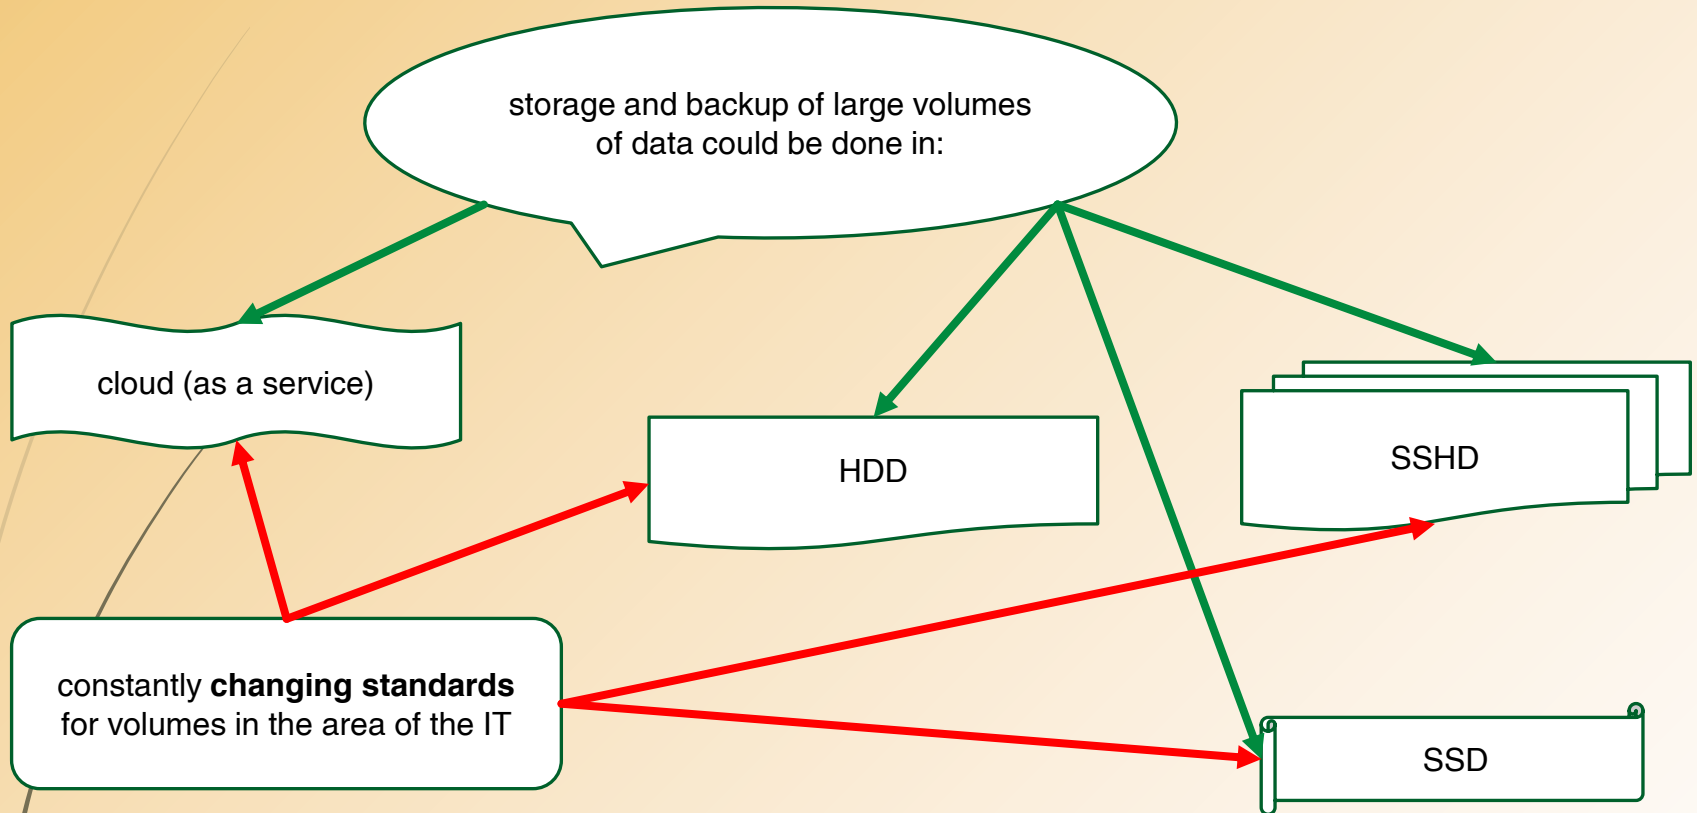 storage and backup of large volumes
of data could be done in:
cloud (as a service)
HDD
SSHD
constantly changing standards
for volumes in the area of the IT
SSD